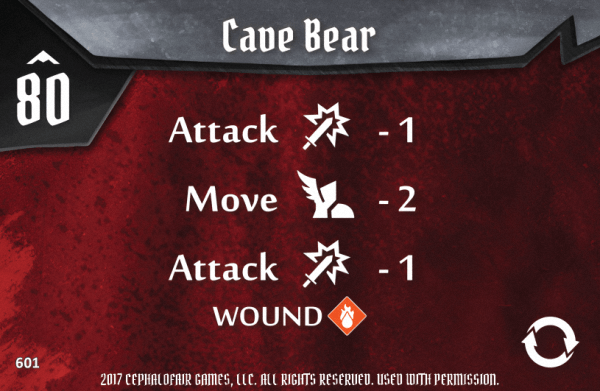 Cave Bear
80
Attack - 1
Move - 2
Attack - 1
WOUND
601
2017 CEPHALOFAIR GAMES, LLC. ALL RIGHTS RESERVED. USED WITH PERMISSION.